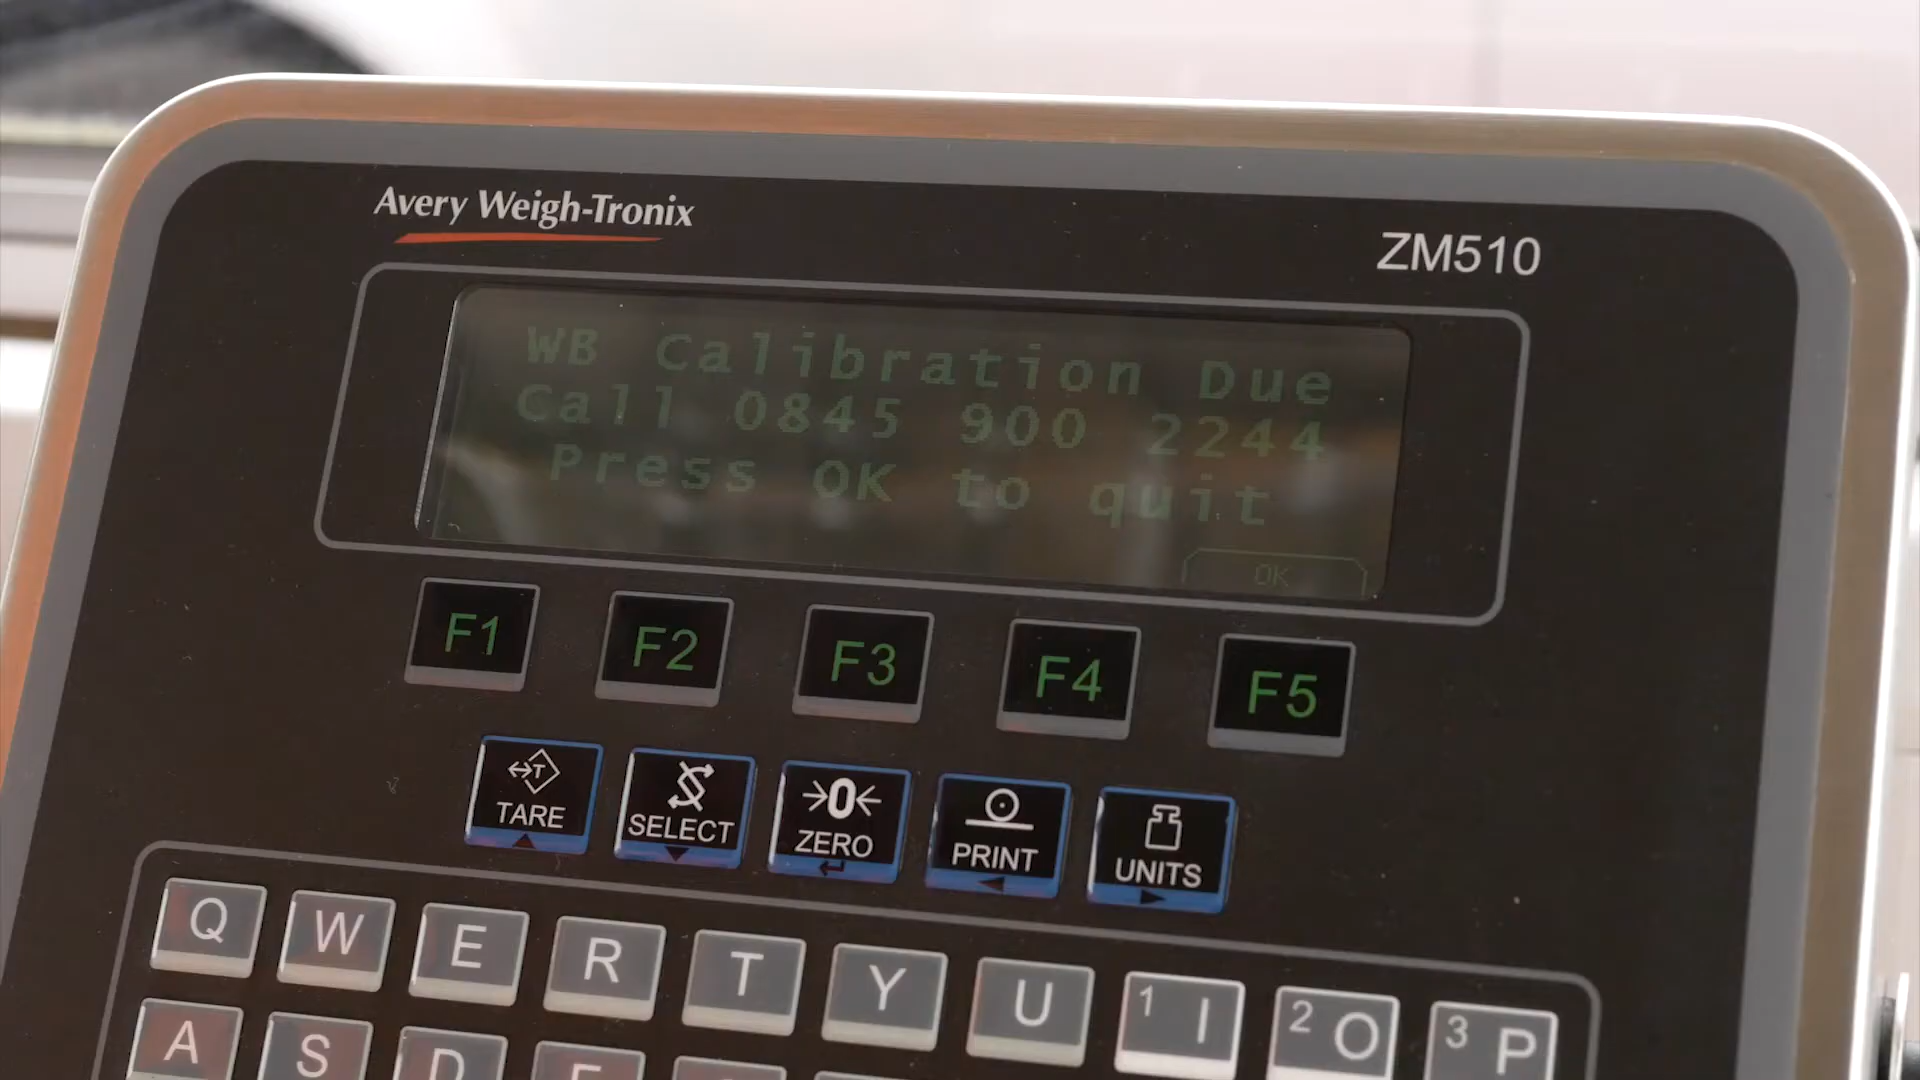 Avery Weigh-Tronix
ZM510
WB Calibration Due
Call 0845 900 2244
Press OK to quit
OK
F1 F2 F3 F4 F5
T
TARE SELECT 0 ZERO PRINT UNITS
Q W E R T Y U 1 I 2 O 3 P
A S D